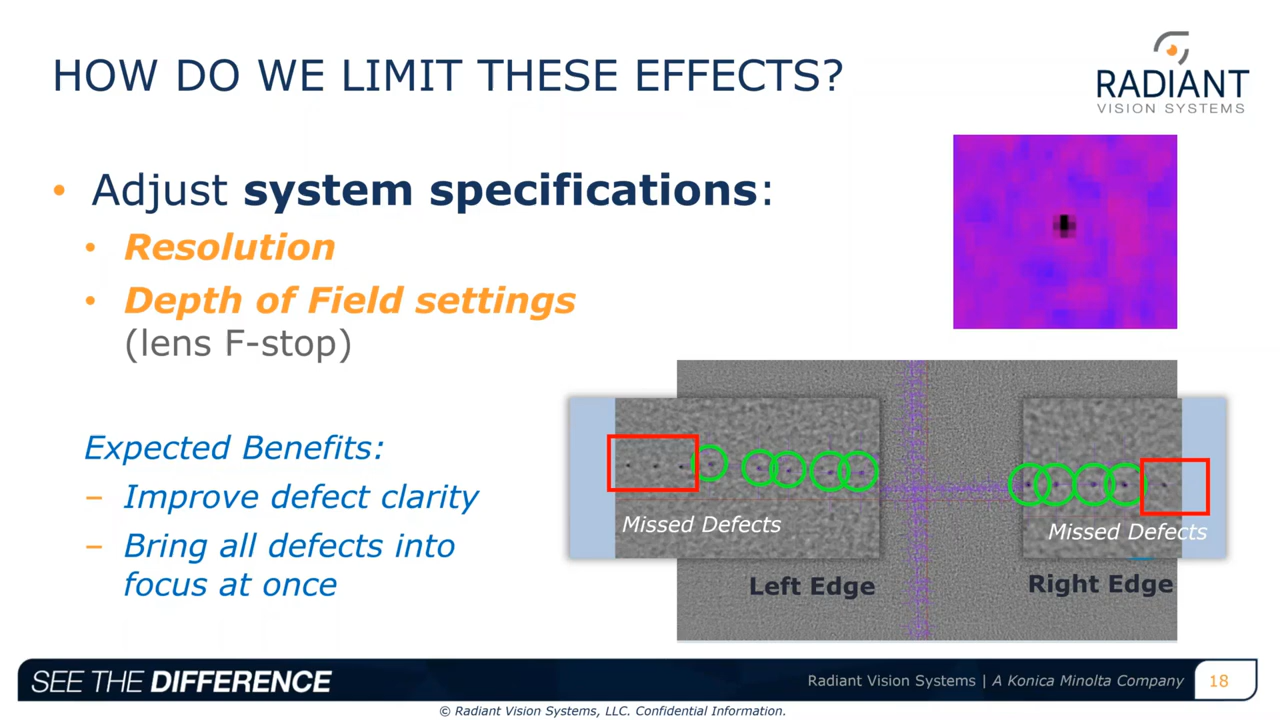 HOW DO WE LIMIT THESE EFFECTS?
RADIANT
VISION SYSTEMS
• Adjust system specifications:
• Resolution
• Depth of Field settings
(lens F-stop)
Expected Benefits:
– Improve defect clarity
– Bring all defects into
focus at once
Missed Defects
Missed Defects
Left Edge
Right Edge
SEE THE DIFFERENCE
Radiant Vision Systems | A Konica Minolta Company
18
© Radiant Vision Systems, LLC. Confidential Information.